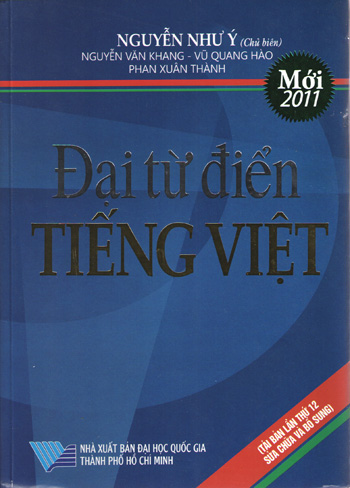 NGUYỄN NHƯ Ý (Chủ biên)
NGUYỄN VĂN KHANG - VŨ QUANG HÀO
PHAN XUÂN THÀNH
Mới
2011
Đại từ điển
TIẾNG VIỆT
(TÁI BẢN LẦN THỨ 12
SỬA CHỮA VÀ BỔ SUNG)
NHÀ XUẤT BẢN ĐẠI HỌC QUỐC GIA
THÀNH PHỐ HỒ CHÍ MINH